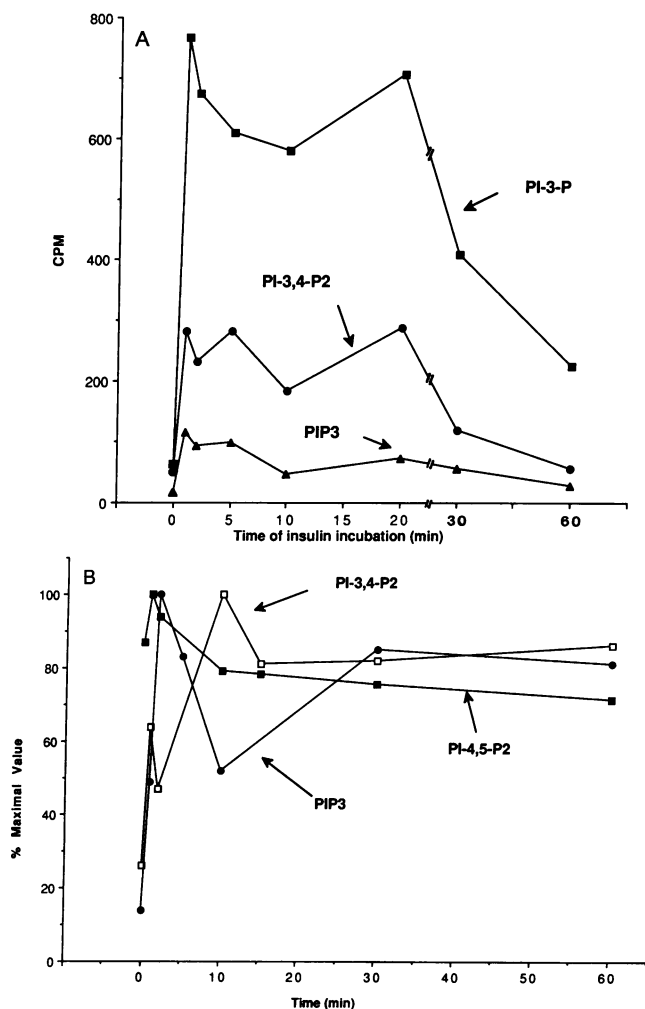 A
800
600
400
200
0
CPM
PI-3-P
PI-3,4-P2
PIP3
0 5 10 15 20 30 60
Time of insulin incubation (min)
B
100
80
60
40
20
0
% Maximal Value
PI-3,4-P2
PI-4,5-P2
PIP3
0 10 20 30 40 50 60
Time (min)